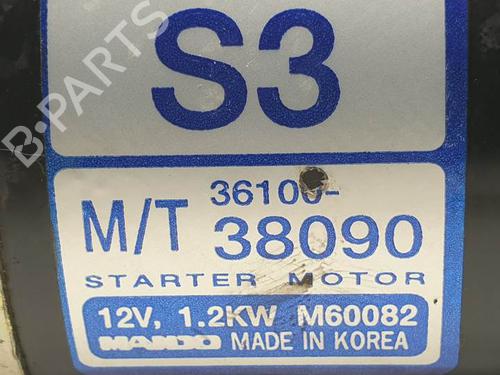 B-PARTS
S3
36100-
M/T 38090
STARTER MOTOR
12V, 1.2KW M60082
MANDO MADE IN KOREA